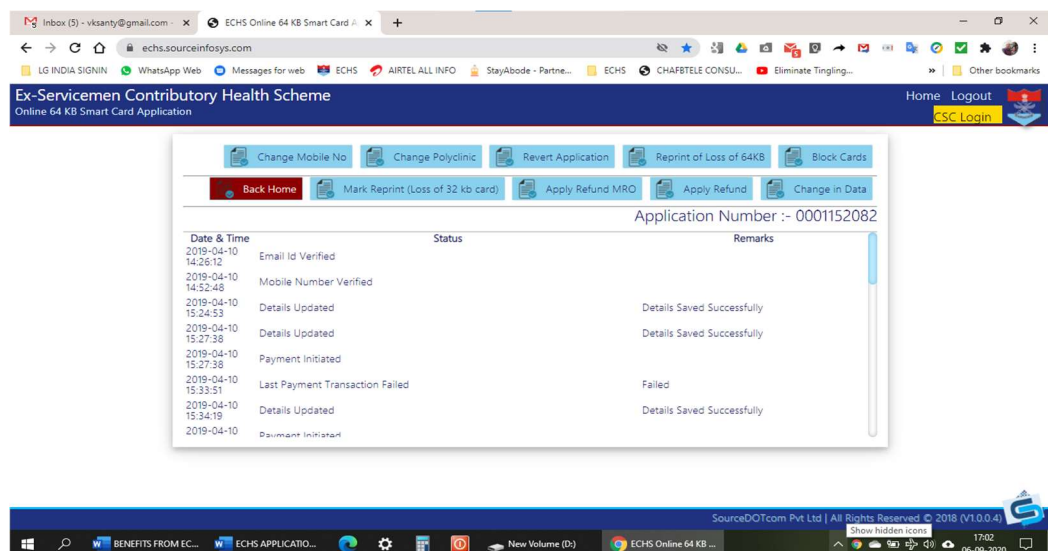 Inbox (5) - vksanty@gmail.com - × ECHS Online 64 KB Smart Card A × +
echs.sourceinfosys.com
LG INDIA SIGNIN WhatsApp Web Messages for web ECHS AIRTEL ALL INFO StayAbode - Partne... ECHS CHAFBTELE CONSU... Eliminate Tingling... » Other bookmarks
Ex-Servicemen Contributory Health Scheme Home Logout
Online 64 KB Smart Card Application CSC Login
Change Mobile No Change Polyclinic Revert Application Reprint of Loss of 64KB Block Cards
Back Home Mark Reprint (Loss of 32 kb card) Apply Refund MRO Apply Refund Change in Data
Application Number :- 0001152082
Date & Time Status Remarks
2019-04-10
14:26:12 Email Id Verified
2019-04-10
14:52:48 Mobile Number Verified
2019-04-10
15:24:53 Details Updated Details Saved Successfully
2019-04-10
15:27:38 Details Updated Details Saved Successfully
2019-04-10
15:27:38 Payment Initiated
2019-04-10
15:33:51 Last Payment Transaction Failed Failed
2019-04-10
15:34:19 Details Updated Details Saved Successfully
2019-04-10
Payment Initiated
SourceDOTcom Pvt Ltd | All Rights Reserved © 2018 (V1.0.0.4)
Show hidden icons
BENEFITS FROM EC... ECHS APPLICATIO... New Volume (D:) ECHS Online 64 KB ... 17:02
06-09-2020